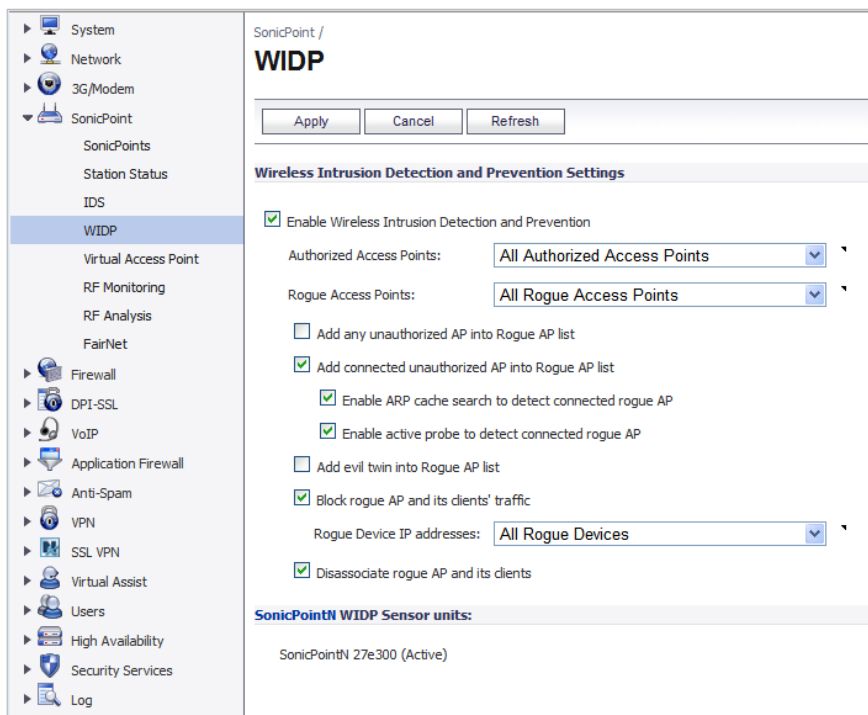 System
Network
3G/Modem
SonicPoint
SonicPoints
Station Status
IDS
WIDP
Virtual Access Point
RF Monitoring
RF Analysis
FairNet
Firewall
DPI-SSL
VoIP
Application Firewall
Anti-Spam
VPN
SSL VPN
Virtual Assist
Users
High Availability
Security Services
Log
SonicPoint /
WIDP
Apply Cancel Refresh
Wireless Intrusion Detection and Prevention Settings
Enable Wireless Intrusion Detection and Prevention
Authorized Access Points: All Authorized Access Points
Rogue Access Points: All Rogue Access Points
Add any unauthorized AP into Rogue AP list
Add connected unauthorized AP into Rogue AP list
Enable ARP cache search to detect connected rogue AP
Enable active probe to detect connected rogue AP
Add evil twin into Rogue AP list
Block rogue AP and its clients' traffic
Rogue Device IP addresses: All Rogue Devices
Disassociate rogue AP and its clients
SonicPointN WIDP Sensor units:
SonicPointN 27e300 (Active)